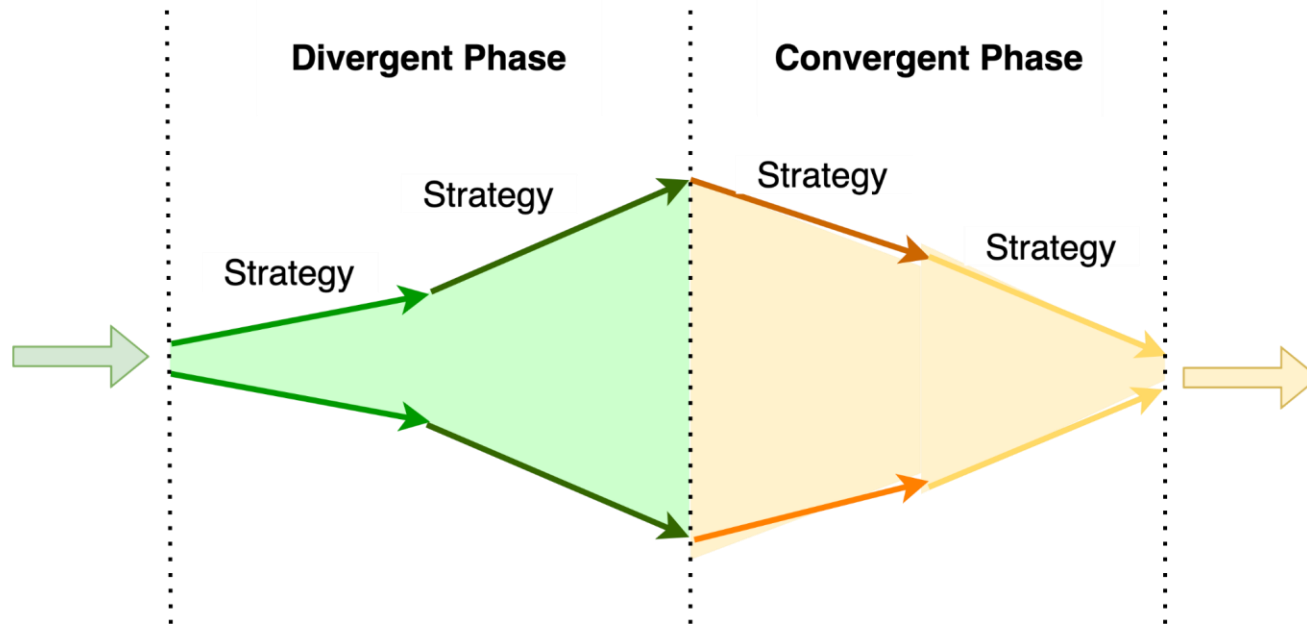 Divergent Phase
Convergent Phase
Strategy
Strategy
Strategy
Strategy